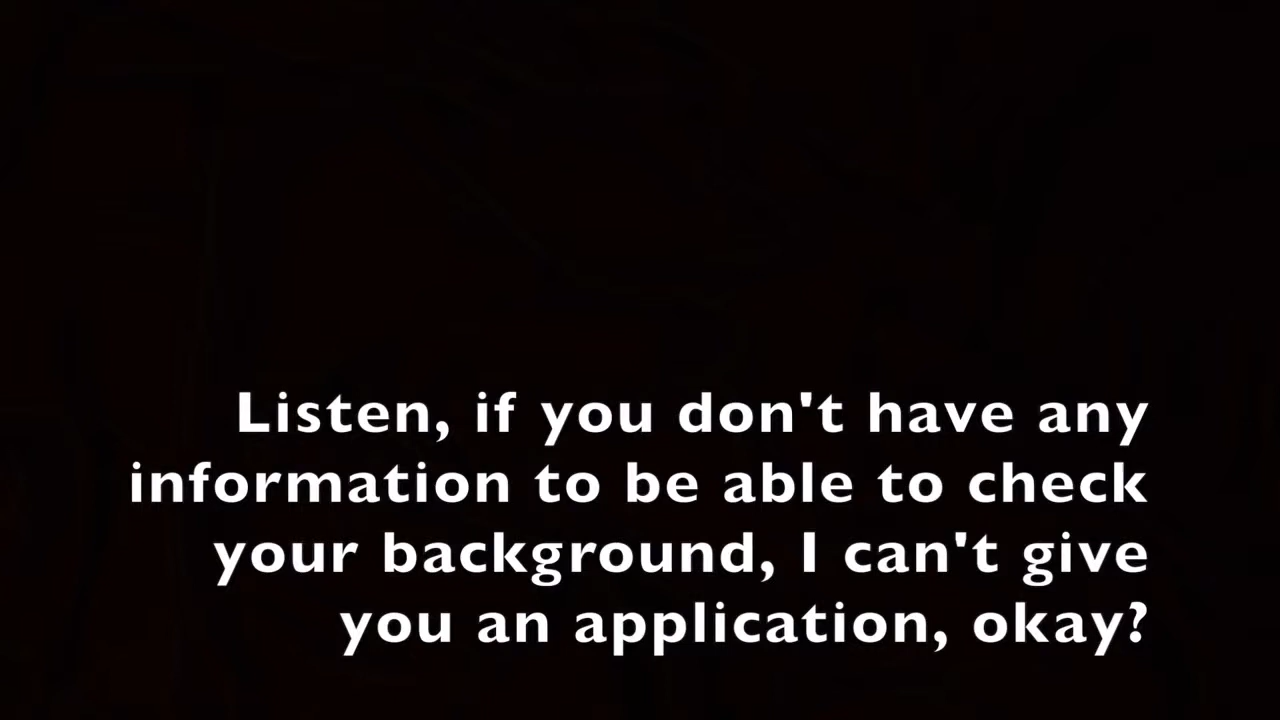 Listen, if you don't have any
information to be able to check
your background, I can't give
you an application, okay?